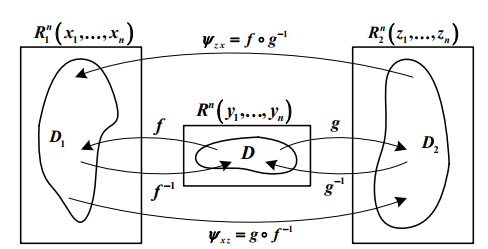 R₁ⁿ(x₁,…,xₙ)
ψ_zx = f∘g⁻¹
R₂ⁿ(z₁,…,zₙ)
Rⁿ(y₁,…,yₙ)
f
g
D₁
D
D₂
f⁻¹
g⁻¹
ψ_xz = g∘f⁻¹